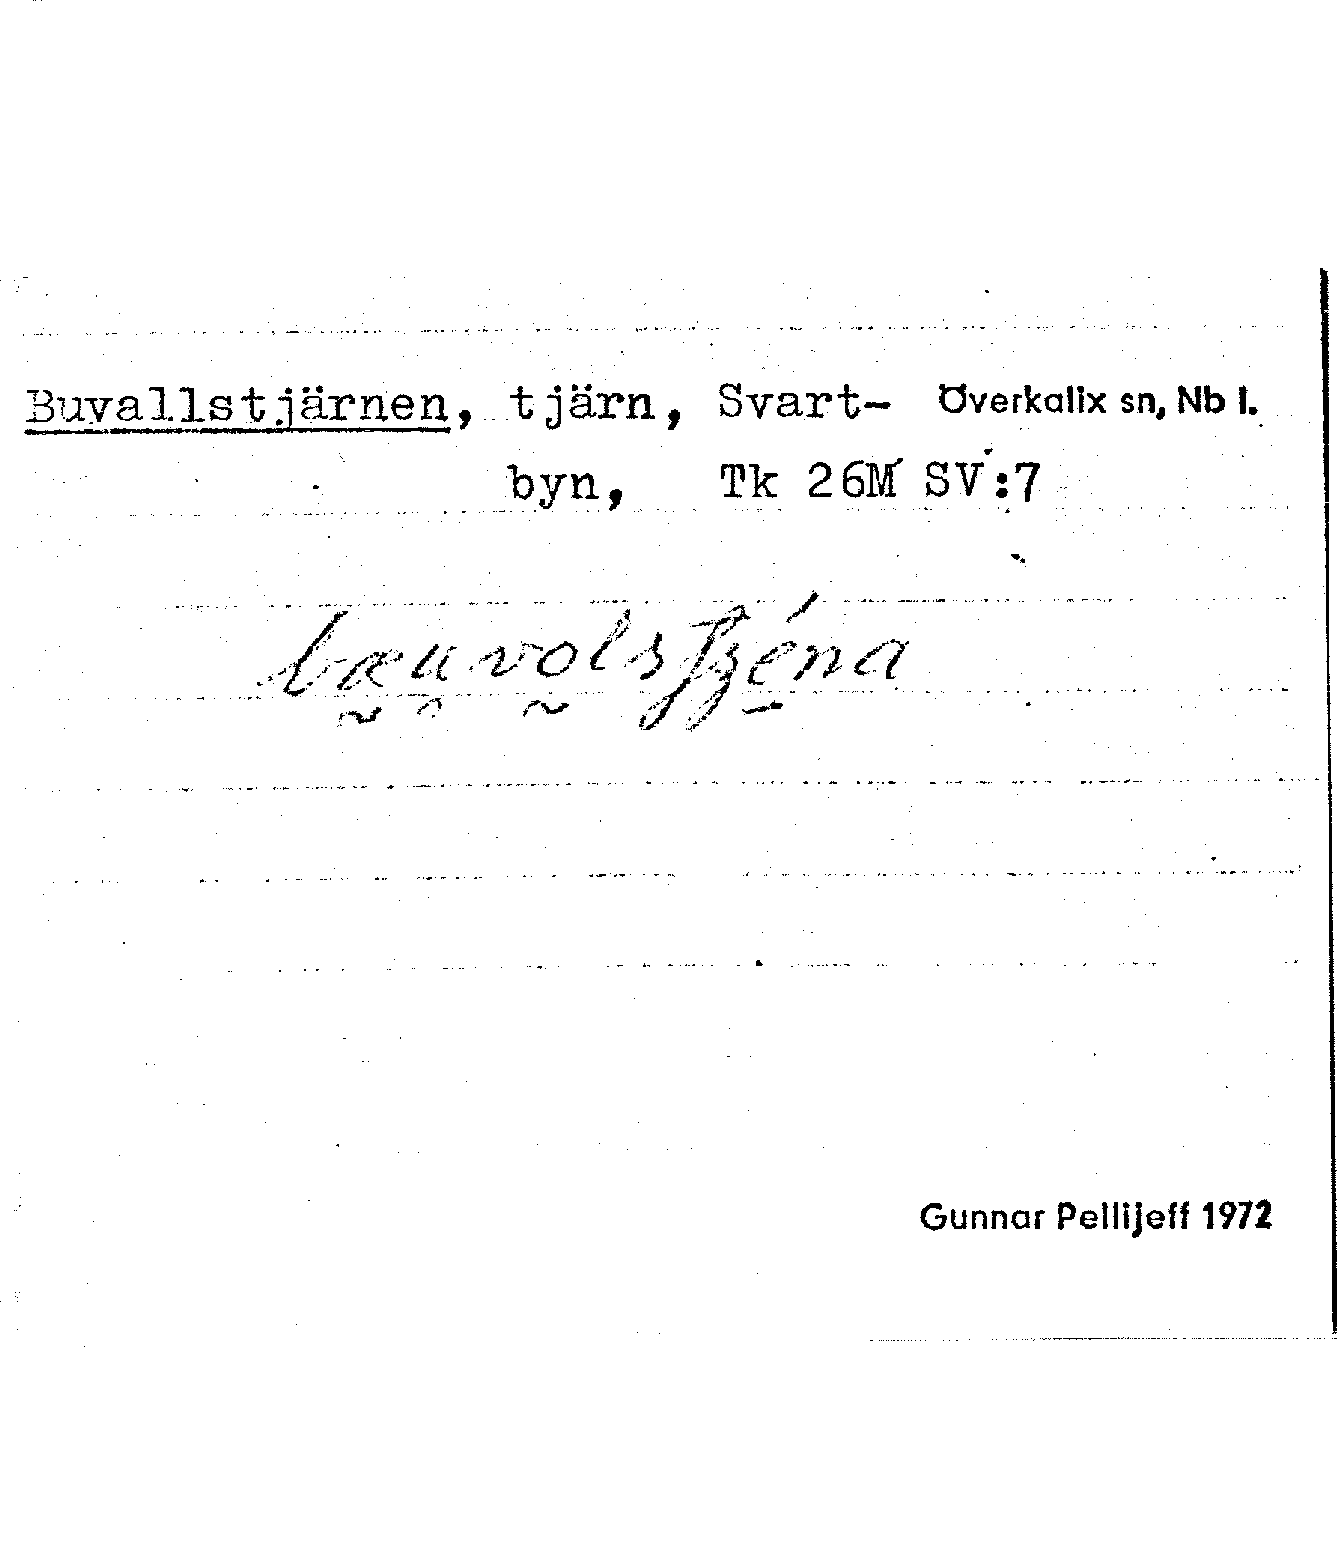 Buvallstjärnen, tjärn, Svart- Överkalix sn, Nb l.
byn, Tk 26M SV:7
Gunnar Pellijeff 1972